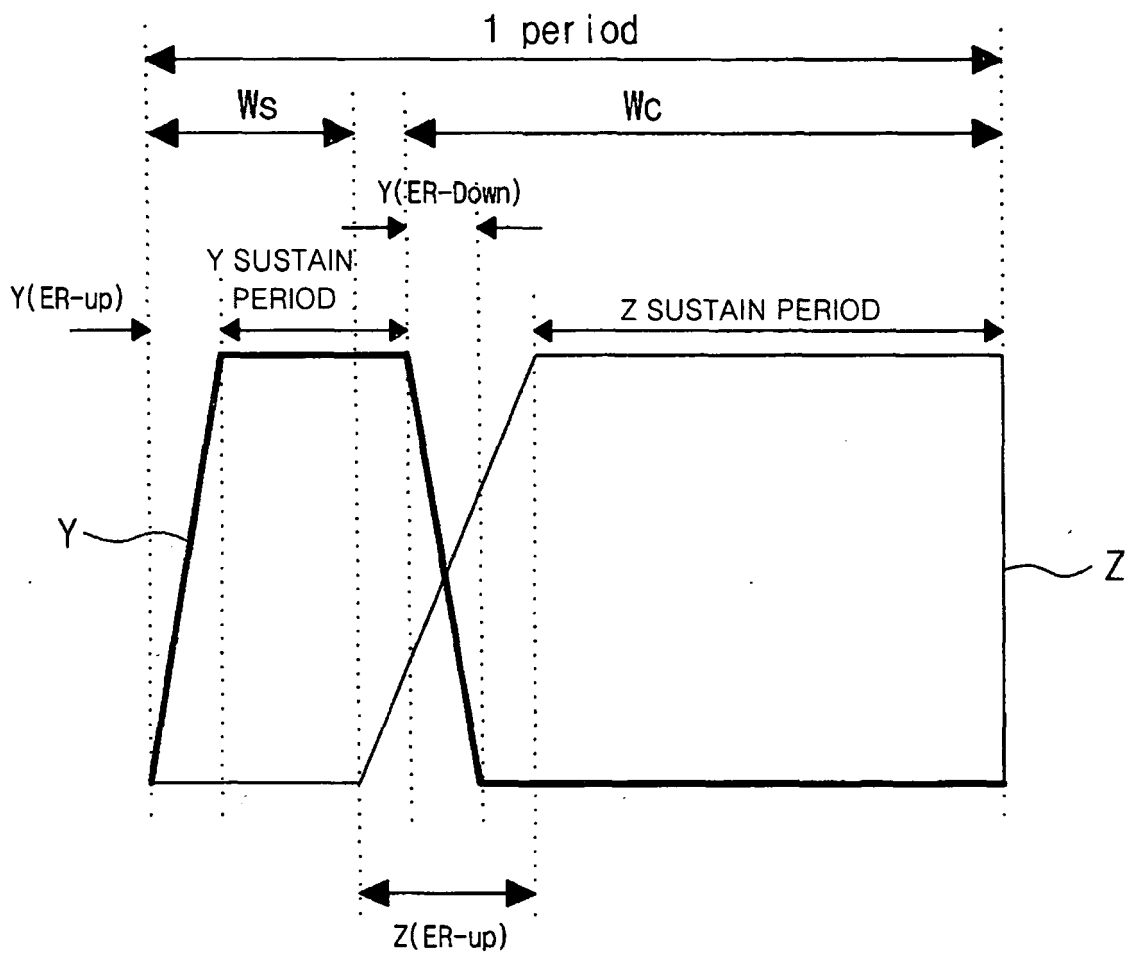 1 period
Ws
Wc
Y(ER-Down)
Y SUSTAIN
PERIOD
Y(ER-up)
Z SUSTAIN PERIOD
Y
Z
Z(ER-up)